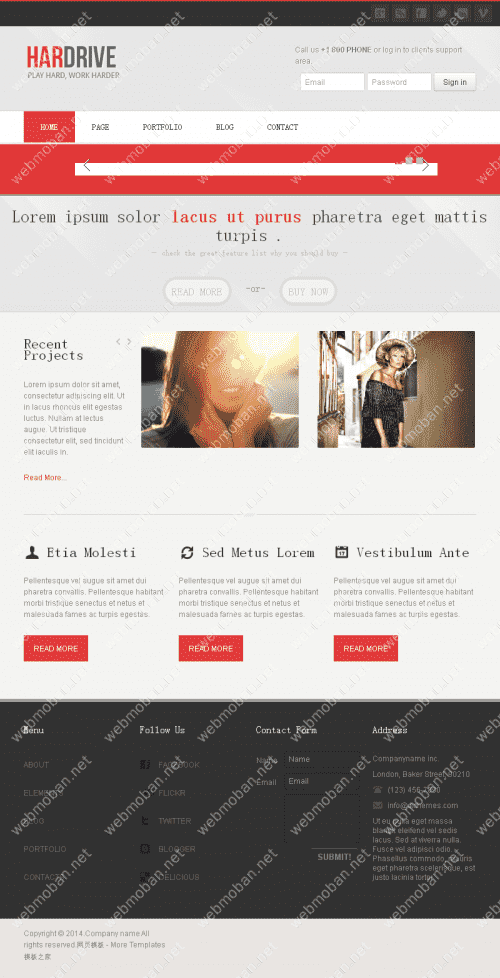 HARDRIVE
PLAY HARD, WORK HARDER
Call us +1 800 PHONE or log in to clients support
area.
Email
Password
Sign in
HOME
PAGE
PORTFOLIO
BLOG
CONTACT
Lorem ipsum solor lacus ut purus pharetra eget mattis
turpis .
— check the great feature list why you should buy —
READ MORE
-or-
BUY NOW
Recent
Projects
Lorem ipsum dolor sit amet,
consectetur adipiscing elit. Ut
in lacus rhoncus elit egestas
luctus. Nullam at lectus
augue. Ut tristique
consectetur elit, sed tincidunt
elit iaculis in.
Read More...
Etia Molesti
Pellentesque vel augue sit amet dui
pharetra convallis. Pellentesque habitant
morbi tristique senectus et netus et
malesuada fames ac turpis egestas.
READ MORE
Sed Metus Lorem
Pellentesque vel augue sit amet dui
pharetra convallis. Pellentesque habitant
morbi tristique senectus et netus et
malesuada fames ac turpis egestas.
READ MORE
Vestibulum Ante
Pellentesque vel augue sit amet dui
pharetra convallis. Pellentesque habitant
morbi tristique senectus et netus et
malesuada fames ac turpis egestas.
READ MORE
Menu
ABOUT
ELEMENTS
BLOG
PORTFOLIO
CONTACT
Follow Us
FACEBOOK
FLICKR
TWITTER
BLOGGER
DELICIOUS
Contact Form
Name
Name
Email
Email
SUBMIT!
Address
Companyname inc.
London, Baker Street, 90210
(123) 456-7890
Ut eu nulla eget massa
blandit eleifend vel sedis
lacus. Sed at viverra nulla.
Fusce vel adipisci odio.
Phasellus commodo, mauris
eget pharetra scelerisque, est
justo lacinia tortor.
Copyright © 2014.Company name All
rights reserved.网页模板 - More Templates
模板之家
webmoban.net